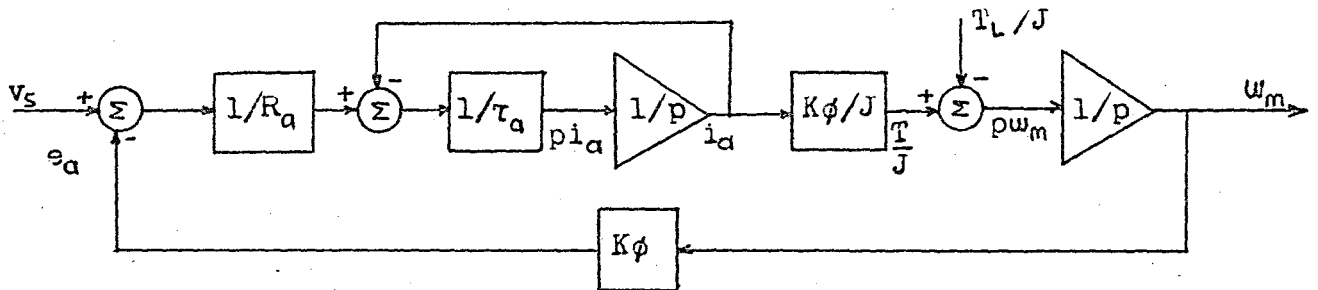 T_L/J
v_s + Σ - 1/R_a + Σ - 1/τ_a pi_a 1/p i_a Kφ/J + T/J Σ - pω_m 1/p ω_m
e_a
Kφ